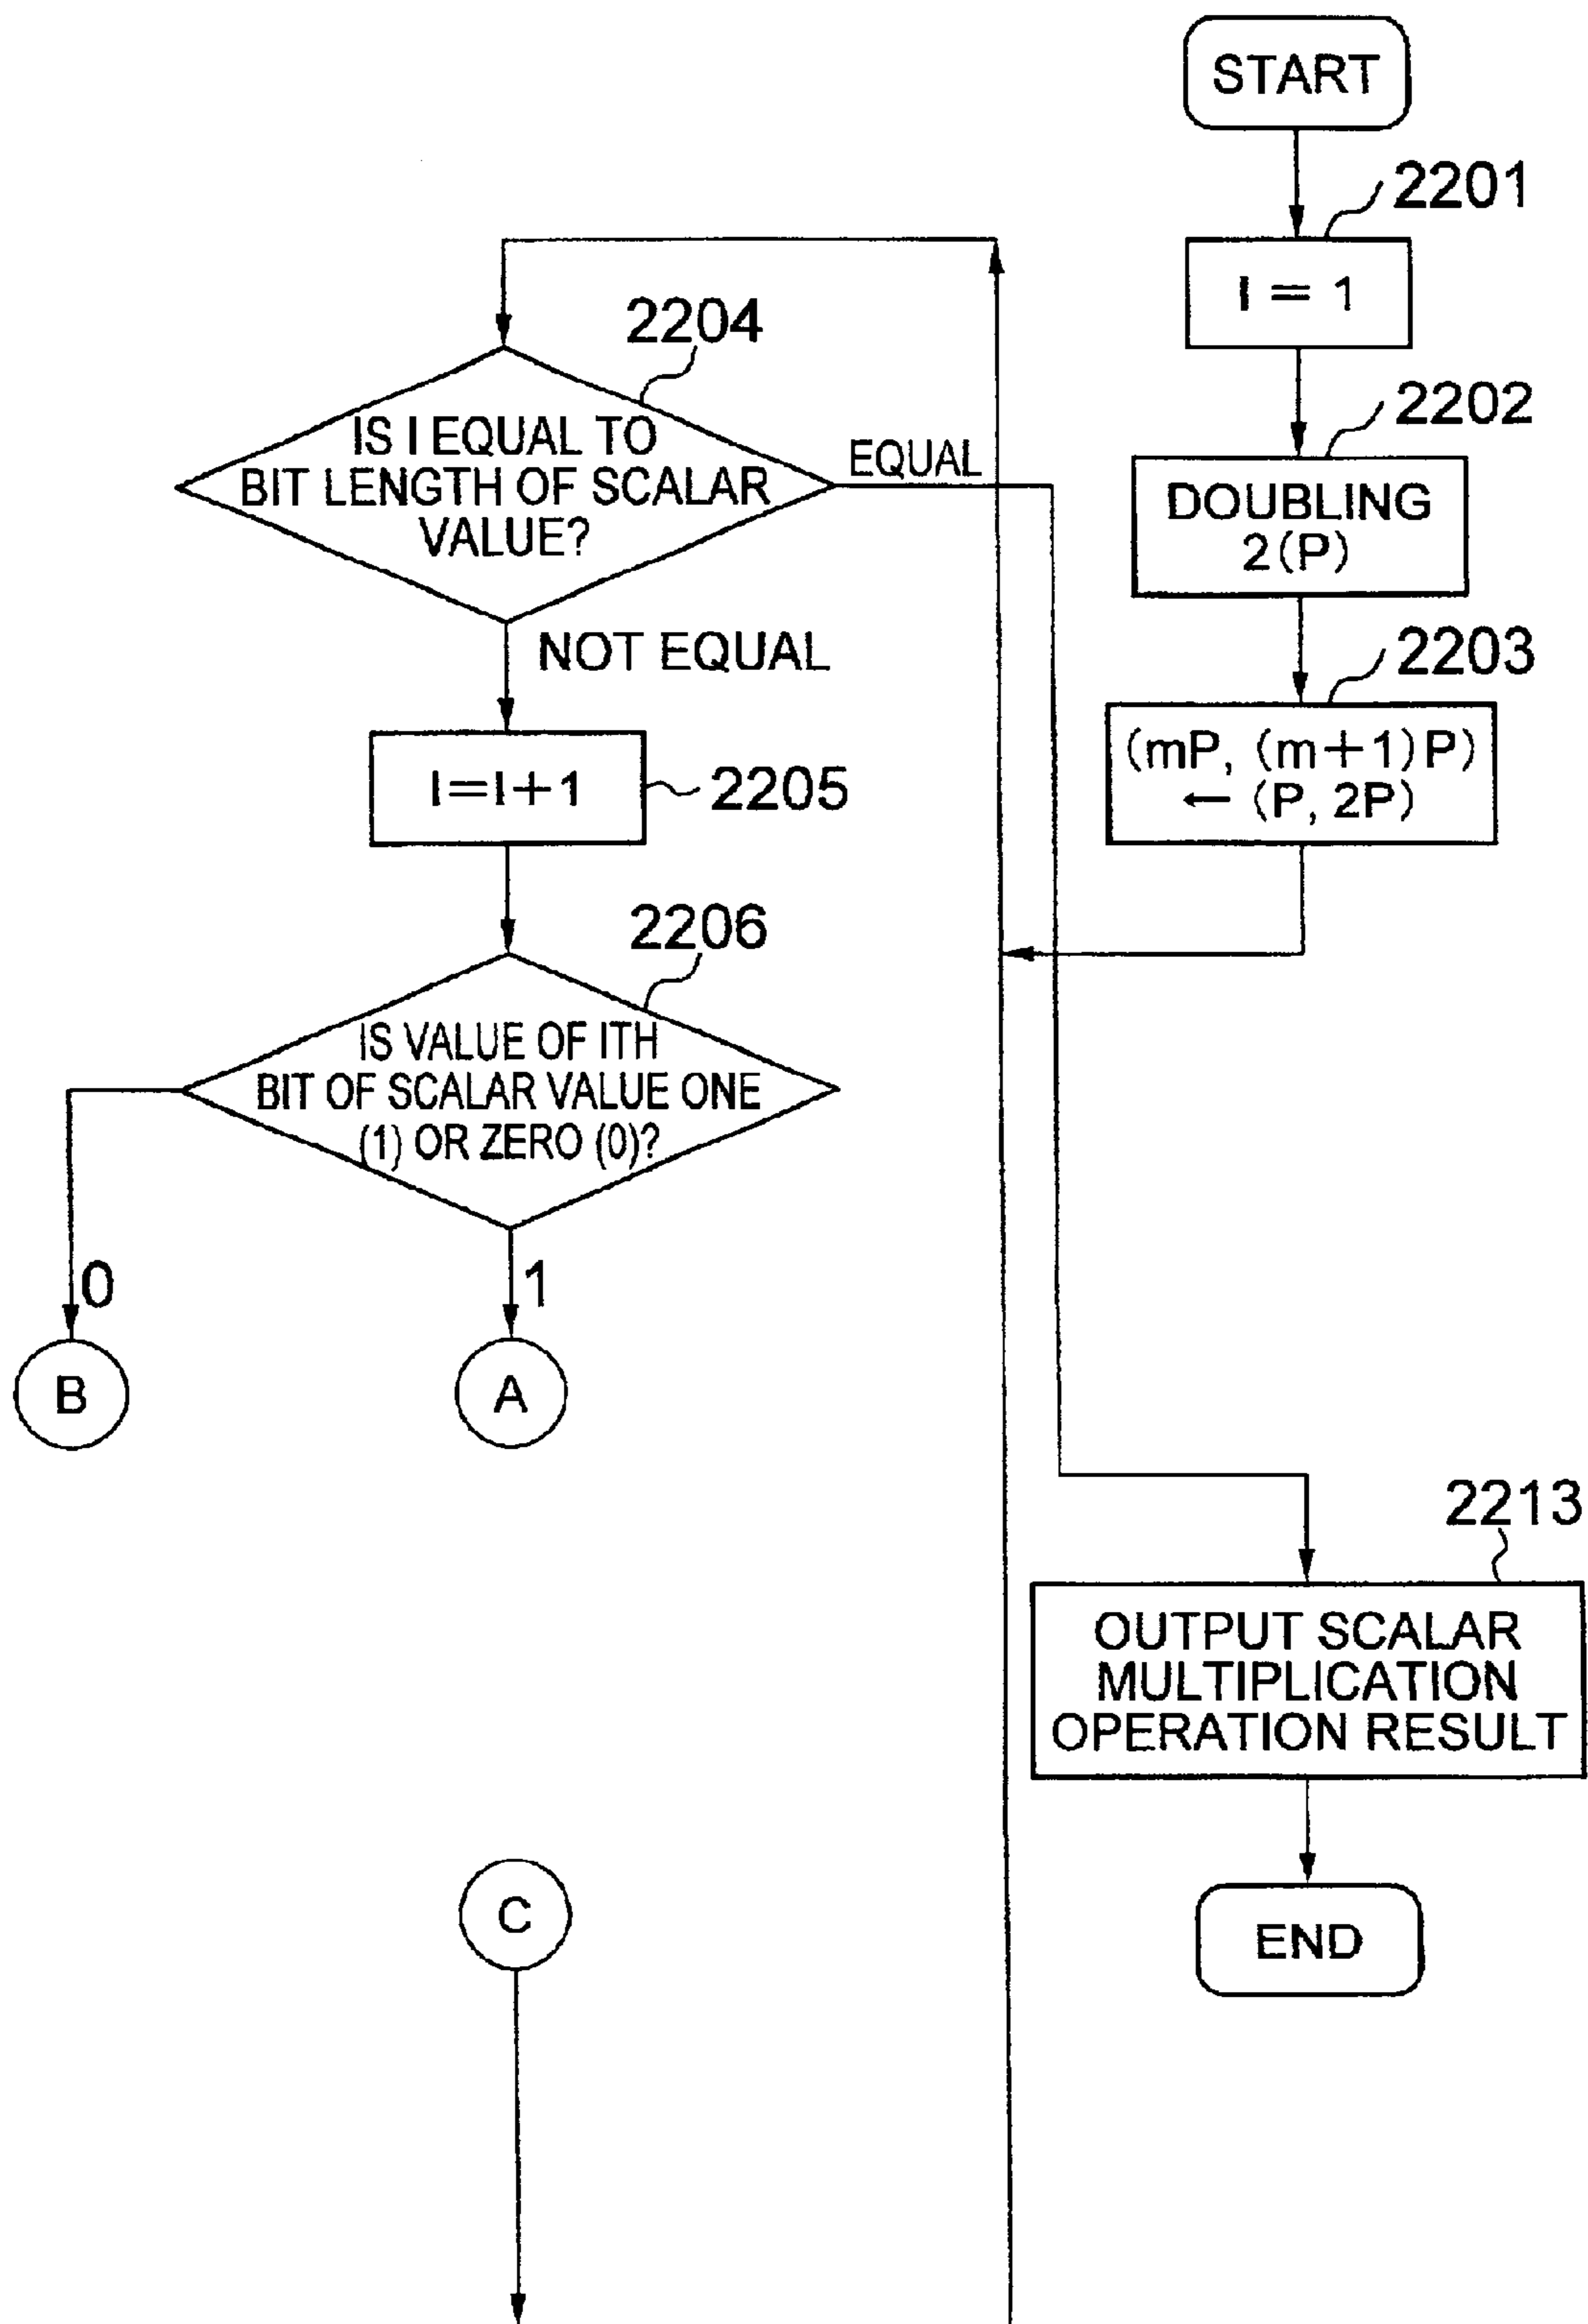 START
2201
I = 1
2202
DOUBLING
2(P)
2203
(mP, (m+1)P)
← (P, 2P)
2204
IS I EQUAL TO
BIT LENGTH OF SCALAR
VALUE?
EQUAL
NOT EQUAL
I=I+1
2205
2206
IS VALUE OF ITH
BIT OF SCALAR VALUE ONE
(1) OR ZERO (0)?
0
1
B
A
2213
OUTPUT SCALAR
MULTIPLICATION
OPERATION RESULT
C
END